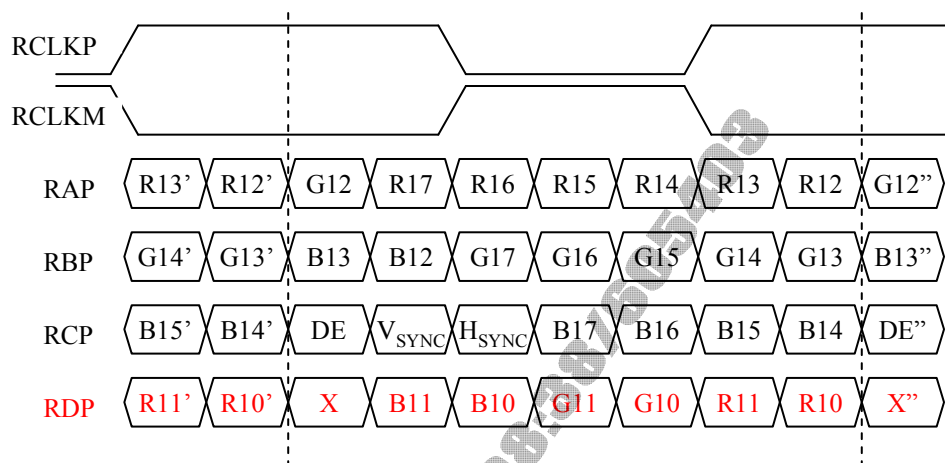 RCLKP
RCLKM
RAP R13’ R12’ G12 R17 R16 R15 R14 R13 R12 G12”
RBP G14’ G13’ B13 B12 G17 G16 G15 G14 G13 B13”
RCP B15’ B14’ DE VSYNC HSYNC B17 B16 B15 B14 DE”
RDP R11’ R10’ X B11 B10 G11 G10 R11 R10 X”